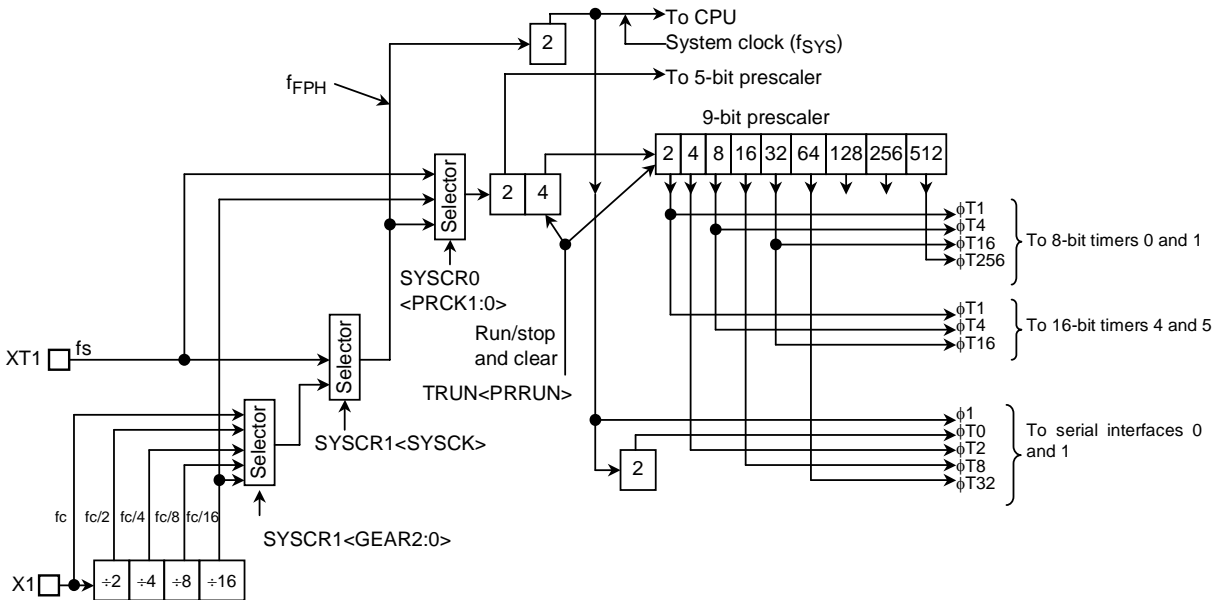 To CPU
2
System clock (fSYS)
To 5-bit prescaler
fFPH
9-bit prescaler
2 4 8 16 32 64 128 256 512
Selector
2 4
ϕT1
ϕT4
ϕT16
ϕT256
To 8-bit timers 0 and 1
SYSCR0
<PRCK1:0>
ϕT1
ϕT4
ϕT16
To 16-bit timers 4 and 5
Run/stop
and clear
XT1
fs
Selector
TRUN<PRRUN>
SYSCR1<SYSCK>
Selector
ϕ1
ϕT0
ϕT2
ϕT8
ϕT32
To serial interfaces 0
and 1
2
fc fc/2 fc/4 fc/8 fc/16
SYSCR1<GEAR2:0>
X1
÷2 ÷4 ÷8 ÷16